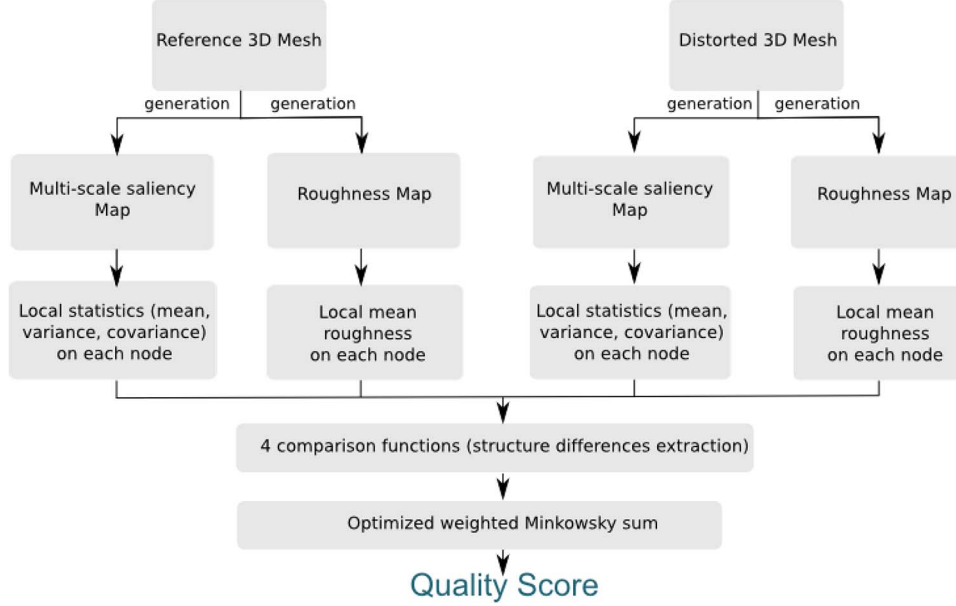 Reference 3D Mesh
Distorted 3D Mesh
generation
generation
generation
generation
Multi-scale saliency
Map
Roughness Map
Multi-scale saliency
Map
Roughness Map
Local statistics (mean,
variance, covariance)
on each node
Local mean
roughness
on each node
Local statistics (mean,
variance, covariance)
on each node
Local mean
roughness
on each node
4 comparison functions (structure differences extraction)
Optimized weighted Minkowsky sum
Quality Score